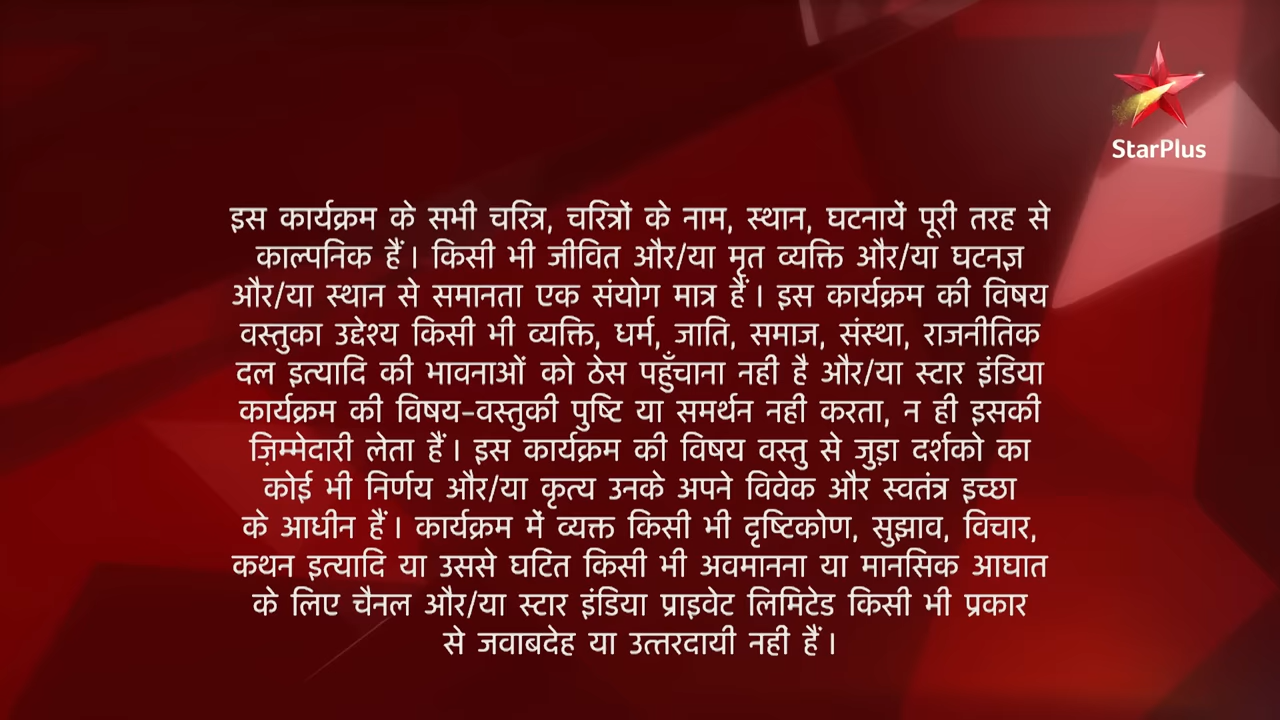 StarPlus
इस कार्यक्रम के सभी चरित्र, चरित्रों के नाम, स्थान, घटनायें पूरी तरह से
काल्पनिक हैं। किसी भी जीवित और/या मृत व्यक्ति और/या घटनज्ञ
और/या स्थान से समानता एक संयोग मात्र हैं। इस कार्यक्रम की विषय
वस्तुका उद्देश्य किसी भी व्यक्ति, धर्म, जाति, समाज, संस्था, राजनीतिक
दल इत्यादि की भावनाओं को ठेस पहुँचाना नही है और/या स्टार इंडिया
कार्यक्रम की विषय-वस्तुकी पुष्टि या समर्थन नही करता, न ही इसकी
ज़िम्मेदारी लेता हैं। इस कार्यक्रम की विषय वस्तु से जुड़ा दर्शको का
कोई भी निर्णय और/या कृत्य उनके अपने विवेक और स्वतंत्र इच्छा
के आधीन हैं। कार्यक्रम में व्यक्त किसी भी दृष्टिकोण, सुझाव, विचार,
कथन इत्यादि या उससे घटित किसी भी अवमानना या मानसिक आघात
के लिए चैनल और/या स्टार इंडिया प्राइवेट लिमिटेड किसी भी प्रकार
से जवाबदेह या उत्तरदायी नही हैं।